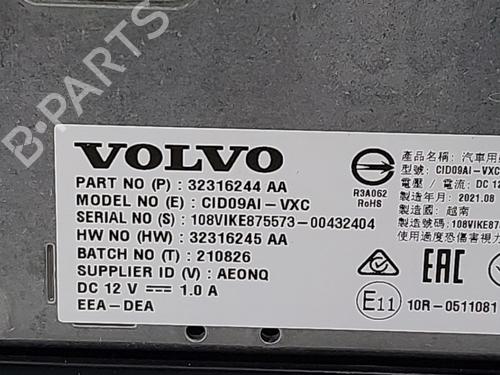 VOLVO
PART NO (P) : 32316244 AA
MODEL NO (E) : CID09AI-VXC
SERIAL NO (S) : 108VIKE875573-00432404
HW NO (HW) : 32316245 AA
BATCH NO (T) : 210826
SUPPLIER ID (V) : AEONQ
DC 12 V ⎓ 1.0 A
EEA-DEA
R3A062
RoHS
產品名稱 : 汽車用
型號 : CID09AI-VXC
電壓 / 電流 : DC 1
製造年月 : 2021.08
製造國 : 越南
製造號碼 : 108VIKE875
使用過度恐傷害視力
CE EAC
E11 10R-0511081
B-PARTS